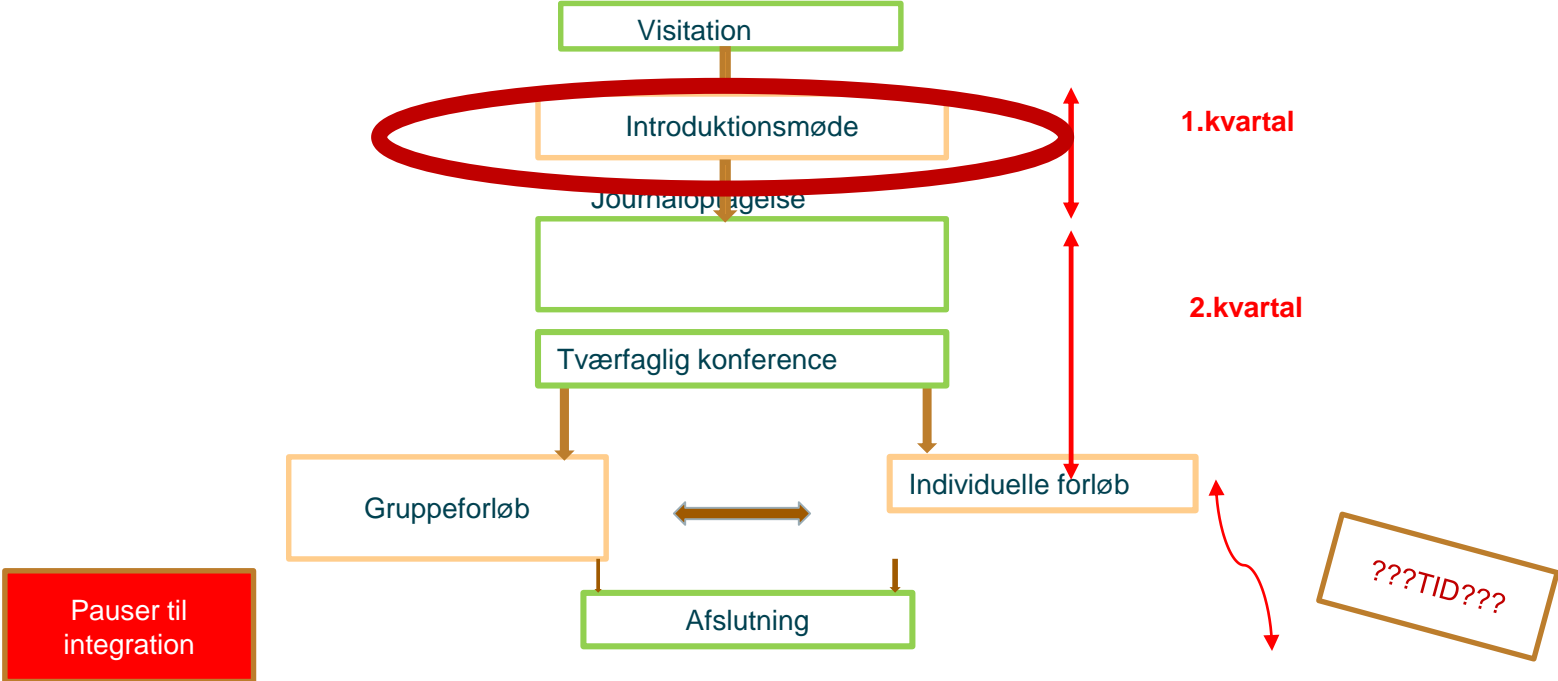 Visitation
Introduktionsmøde
1.kvartal
Journaloptagelse
2.kvartal
Tværfaglig konference
Gruppeforløb
Individuelle forløb
???TID???
Pauser til
integration
Afslutning